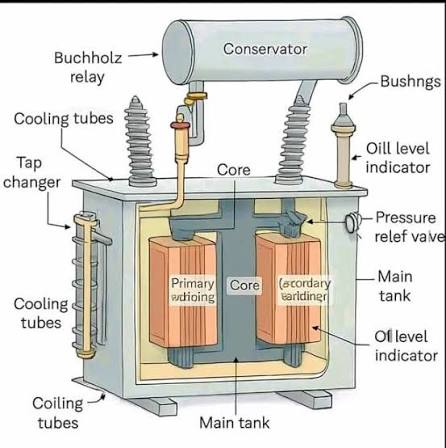 Conservator
Buchholz
relay
Bushngs
Cooling tubes
Oill level
indicator
Tap
changer
Core
Pressure
relef valve
Primary
Core
Main
tank
Cooling
tubes
Oil level
indicator
Coiling
tubes
Main tank